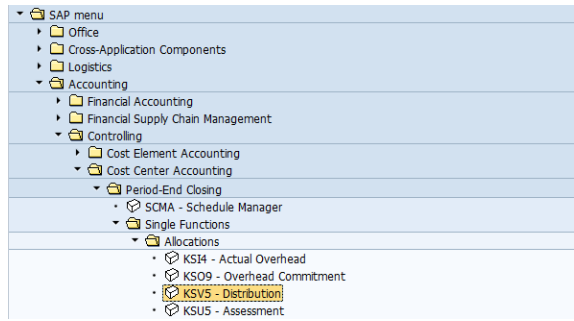 SAP menu
Office
Cross-Application Components
Logistics
Accounting
Financial Accounting
Financial Supply Chain Management
Controlling
Cost Element Accounting
Cost Center Accounting
Period-End Closing
SCMA - Schedule Manager
Single Functions
Allocations
KSI4 - Actual Overhead
KSO9 - Overhead Commitment
KSV5 - Distribution
KSU5 - Assessment